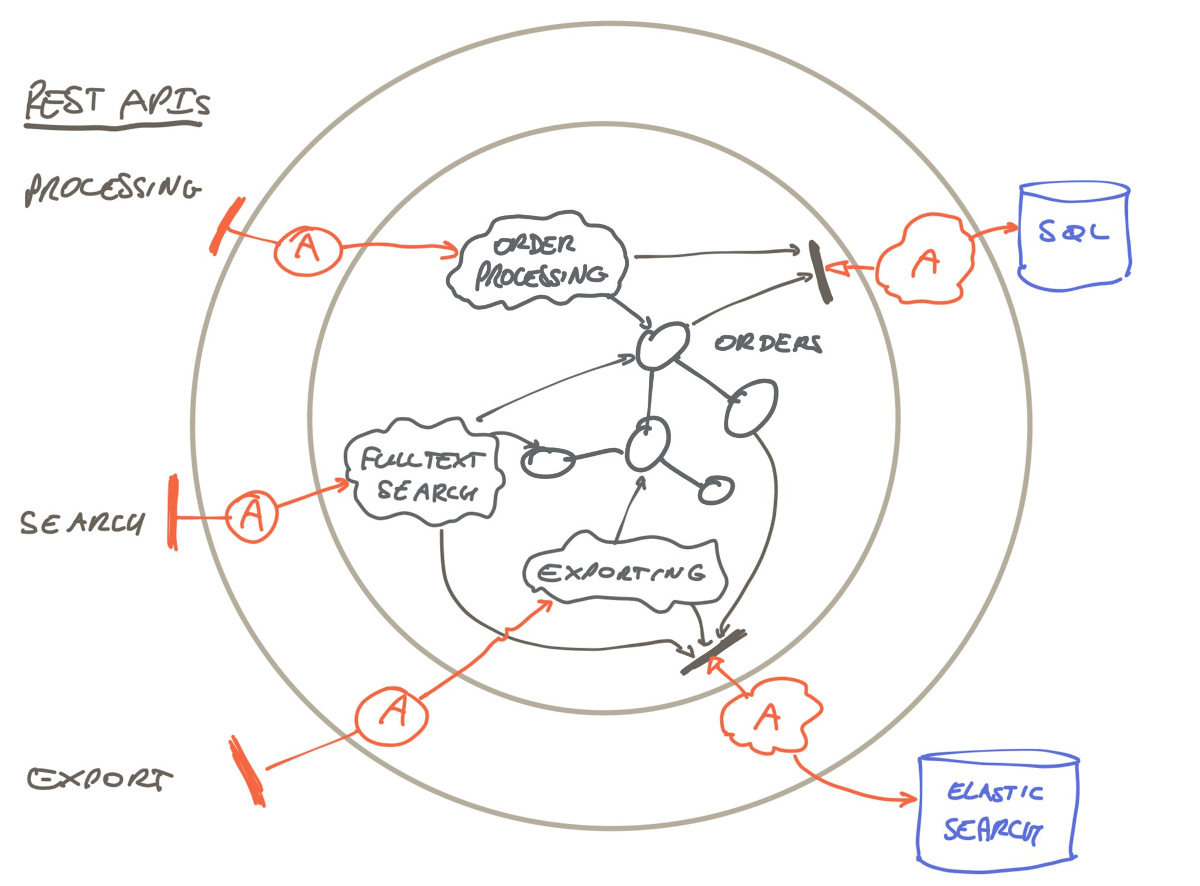 REST APIs
PROCESSING
A
ORDER
PROCESSING
A
SQL
ORDERS
FULLTEXT
SEARCH
SEARCH
A
EXPORTING
A
EXPORT
A
ELASTIC
SEARCH